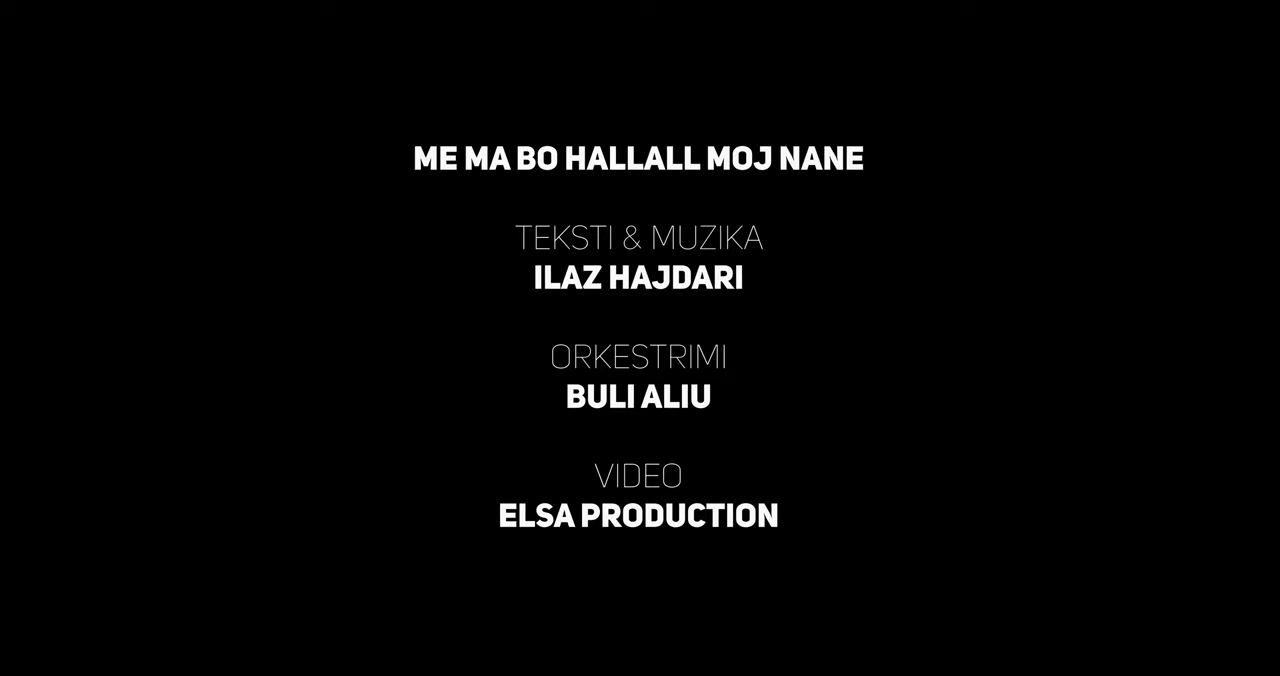 ME MA BO HALLALL MOJ NANE
TEKSTI & MUZIKA
ILAZ HAJDARI
ORKESTRIMI
BULI ALIU
VIDEO
ELSA PRODUCTION